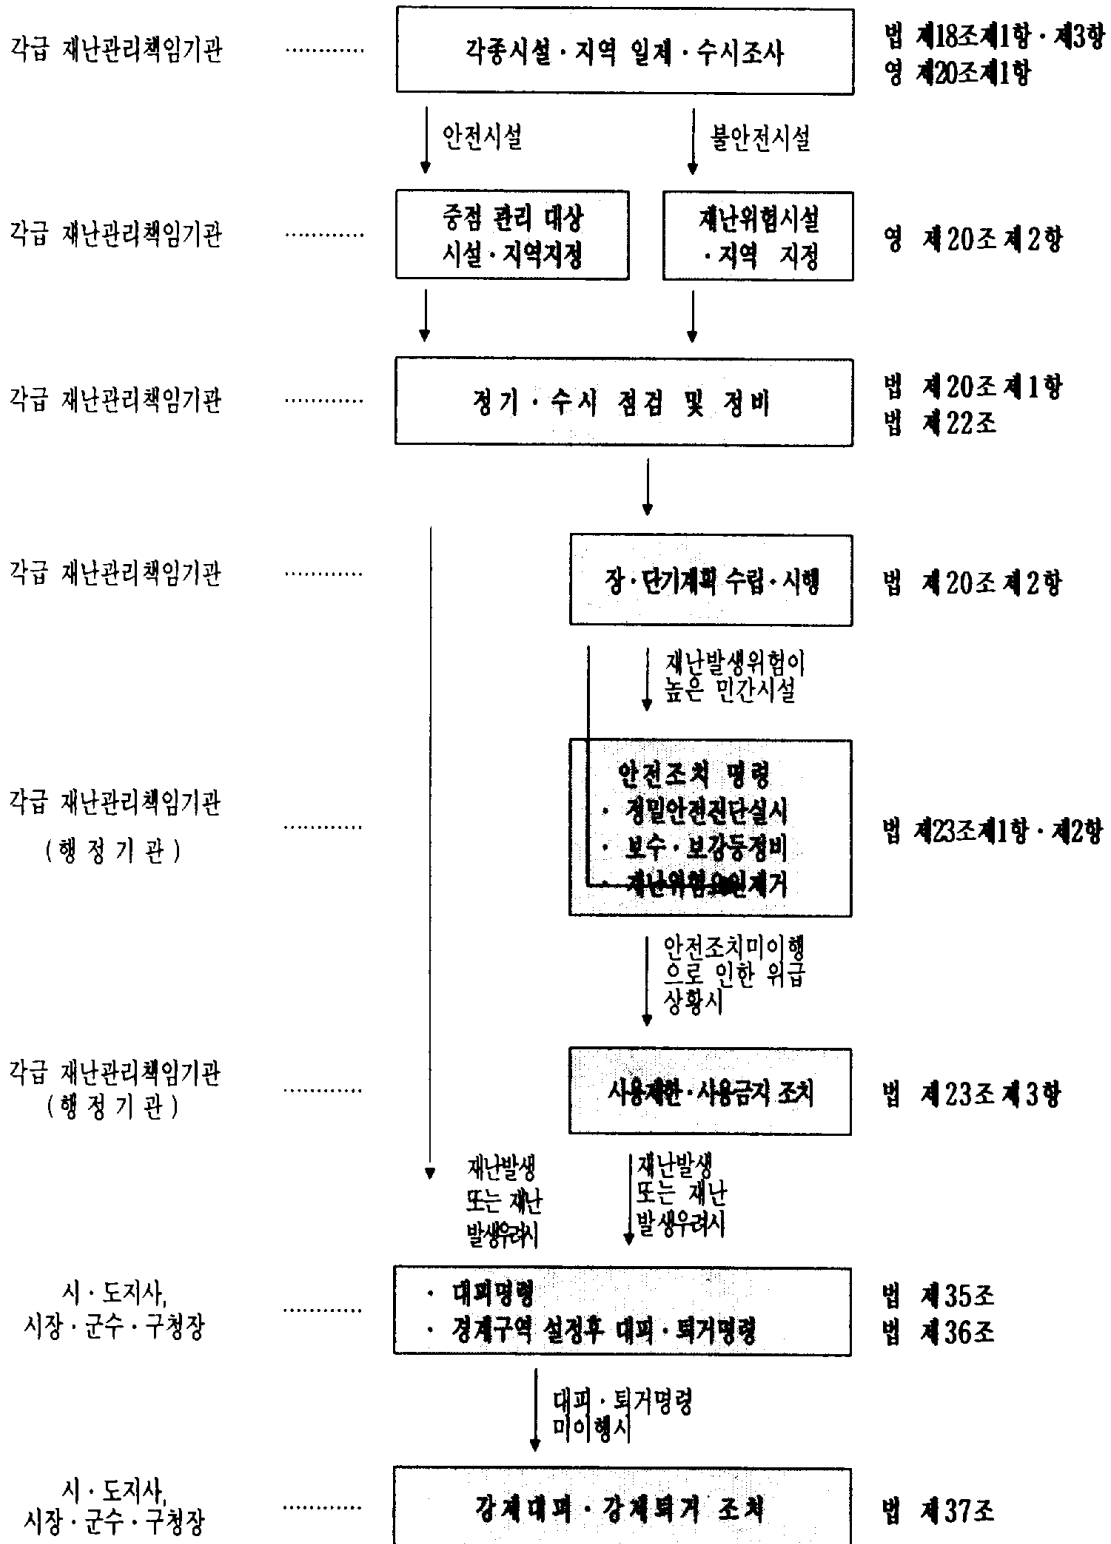 각급 재난관리책임기관 ............ 각종시설·지역 일제·수시조사 법 제18조제1항·제3항
영 제20조제1항
안전시설 불안전시설
각급 재난관리책임기관 ............ 중점 관리 대상 재난위험시설 영 제20조제2항
시설·지역지정 ·지역 지정
각급 재난관리책임기관 ............ 정기·수시 점검 및 정비 법 제20조제1항
법 제22조
각급 재난관리책임기관 ............ 장·단기계획 수립·시행 법 제20조제2항
재난발생위험이
높은 민간시설
안전조치 명령
각급 재난관리책임기관 · 정밀안전진단실시
(행정기관) ............ · 보수·보강등정비 법 제23조제1항·제2항
· 재난위험요인제거
안전조치미이행
으로 인한 위급
상황시
각급 재난관리책임기관
(행정기관) ............ 사용제한·사용금지 조치 법 제23조제3항
재난발생 재난발생
또는 재난 또는 재난
발생우려시 발생우려시
시·도지사, ............ · 대피명령 법 제35조
시장·군수·구청장 · 경계구역 설정후 대피·퇴거명령 법 제36조
대피·퇴거명령
미이행시
시·도지사,
시장·군수·구청장 ............ 강제대피·강제퇴거 조치 법 제37조